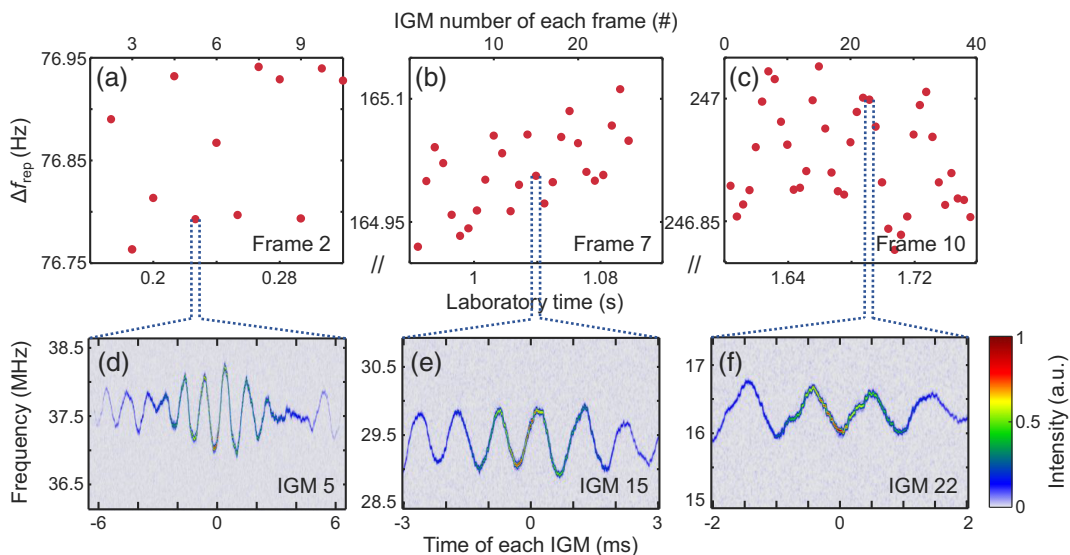 IGM number of each frame (#)
3 6 9
10 20
0 20 40
Δf_rep (Hz)
76.95
76.85
76.75
(a)
Frame 2
0.2 0.28
//
165.1
164.95
(b)
Frame 7
1 1.08
//
247
246.85
(c)
Frame 10
1.64 1.72
Laboratory time (s)
Frequency (MHz)
38.5
37.5
36.5
(d)
IGM 5
-6 0 6
30.5
29.5
28.5
(e)
IGM 15
-3 0 3
17
16
15
(f)
IGM 22
-2 0 2
Time of each IGM (ms)
1
0.5
0
Intensity (a.u.)